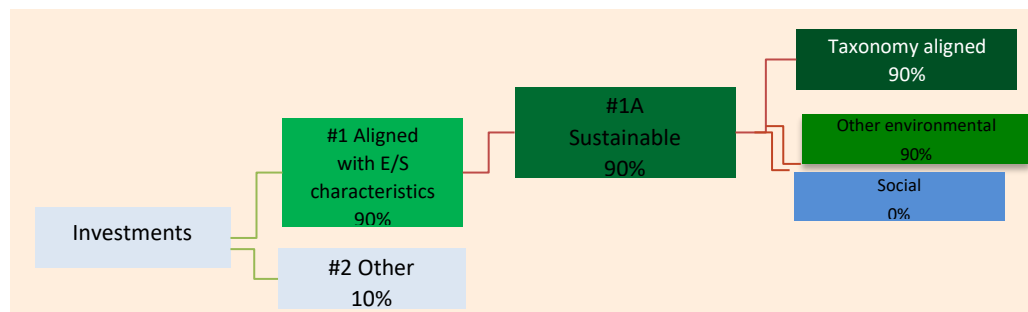 Investments
#1 Aligned
with E/S
characteristics
90%
#2 Other
10%
#1A
Sustainable
90%
Taxonomy aligned
90%
Other environmental
90%
Social
0%